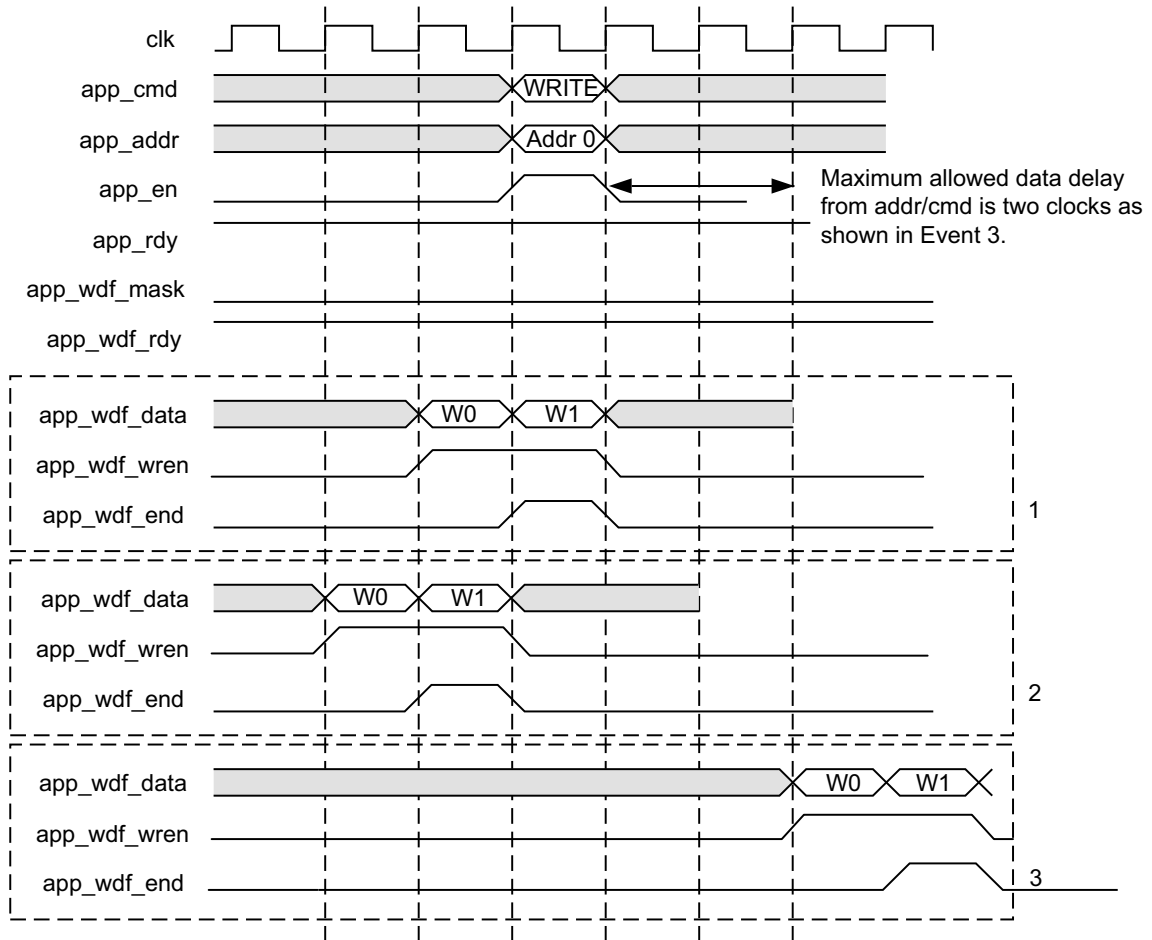 clk
app_cmd WRITE
app_addr Addr 0
app_en
Maximum allowed data delay
from addr/cmd is two clocks as
shown in Event 3.
app_rdy
app_wdf_mask
app_wdf_rdy
app_wdf_data W0 W1
app_wdf_wren
app_wdf_end
1
app_wdf_data W0 W1
app_wdf_wren
app_wdf_end
2
app_wdf_data W0 W1
app_wdf_wren
app_wdf_end
3